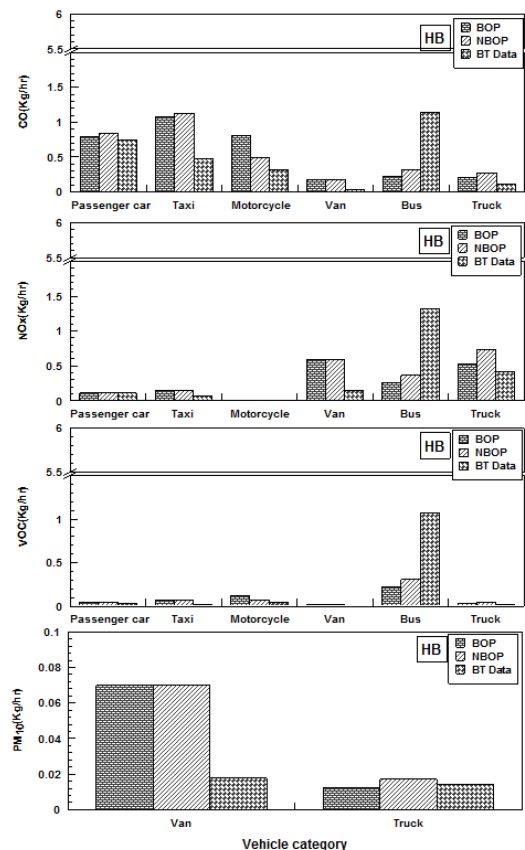 6
5.5
1.5
1
0.5
0
CO(Kg/hr)
HB
BOP
NBOP
BT Data
Passenger car Taxi Motorcycle Van Bus Truck
6
5.5
1.5
1
0.5
0
NOx(Kg/hr)
HB
BOP
NBOP
BT Data
Passenger car Taxi Motorcycle Van Bus Truck
6
5.5
1
0.5
0
VOC(Kg/hr)
HB
BOP
NBOP
BT Data
Passenger car Taxi Motorcycle Van Bus Truck
0.1
0.08
0.06
0.04
0.02
0
PM10(Kg/hr)
HB
BOP
NBOP
BT Data
Van Truck
Vehicle category